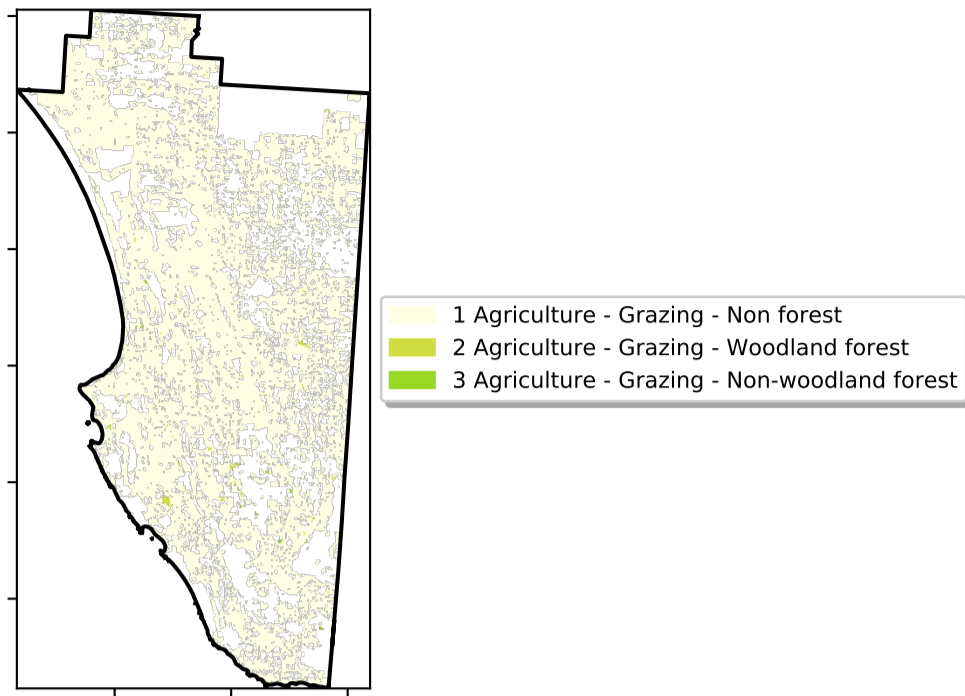 1 Agriculture - Grazing - Non forest
2 Agriculture - Grazing - Woodland forest
3 Agriculture - Grazing - Non-woodland forest